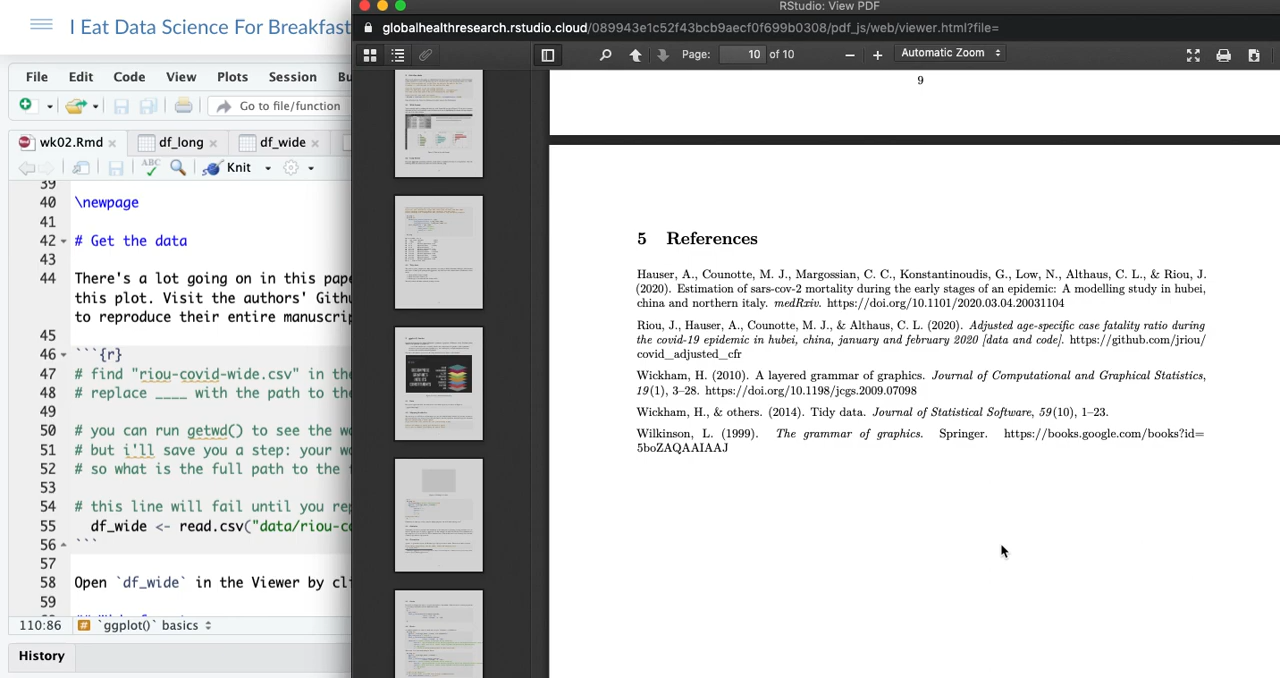 I Eat Data Science For Breakfast
File Edit Code View Plots Session Bu
Go to file/function
wk02.Rmd df_long df_wide
ABC Knit
39
40 \newpage
41
42 # Get the data
43
44 There's a lot going on in this pape
this plot. Visit the authors' Githu
to reproduce their entire manuscrip
45
46 ```{r}
47 # find "riou-covid-wide.csv" in the
48 # replace ____ with the path to the
49
50 # you can run getwd() to see the wo
51 # but i'll save you a step: your wo
52 # so what is the full path to the f
53
54 # this line will fail until you rep
55 df_wide <- read.csv("data/riou-co
56 ```
57
58 Open `df_wide` in the Viewer by cli
59
110:86 # `ggplot()` basics
History
RStudio: View PDF
globalhealthresearch.rstudio.cloud/089943e1c52f43bcb9aecf0f699b0308/pdf_js/web/viewer.html?file=
Page: 10 of 10 Automatic Zoom
9
5 References
Hauser, A., Counotte, M. J., Margossian, C. C., Konstantinoudis, G., Low, N., Althaus, C. L., & Riou, J.
(2020). Estimation of sars-cov-2 mortality during the early stages of an epidemic: A modelling study in hubei,
china and northern italy. medRxiv. https://doi.org/10.1101/2020.03.04.20031104
Riou, J., Hauser, A., Counotte, M. J., & Althaus, C. L. (2020). Adjusted age-specific case fatality ratio during
the covid-19 epidemic in hubei, china, january and february 2020 [data and code]. https://github.com/jriou/
covid_adjusted_cfr
Wickham, H. (2010). A layered grammar of graphics. Journal of Computational and Graphical Statistics,
19(1), 3–28. https://doi.org/10.1198/jcgs.2009.07098
Wickham, H., & others. (2014). Tidy data. Journal of Statistical Software, 59(10), 1–23.
Wilkinson, L. (1999). The grammar of graphics. Springer. https://books.google.com/books?id=
5boZAQAAIAAJ